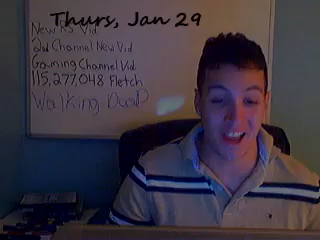 Thurs, Jan 29
New KS Vid
2nd Channel New Vid
Gaming Channel Vid
115,277,048 Fletch
Walking Dead